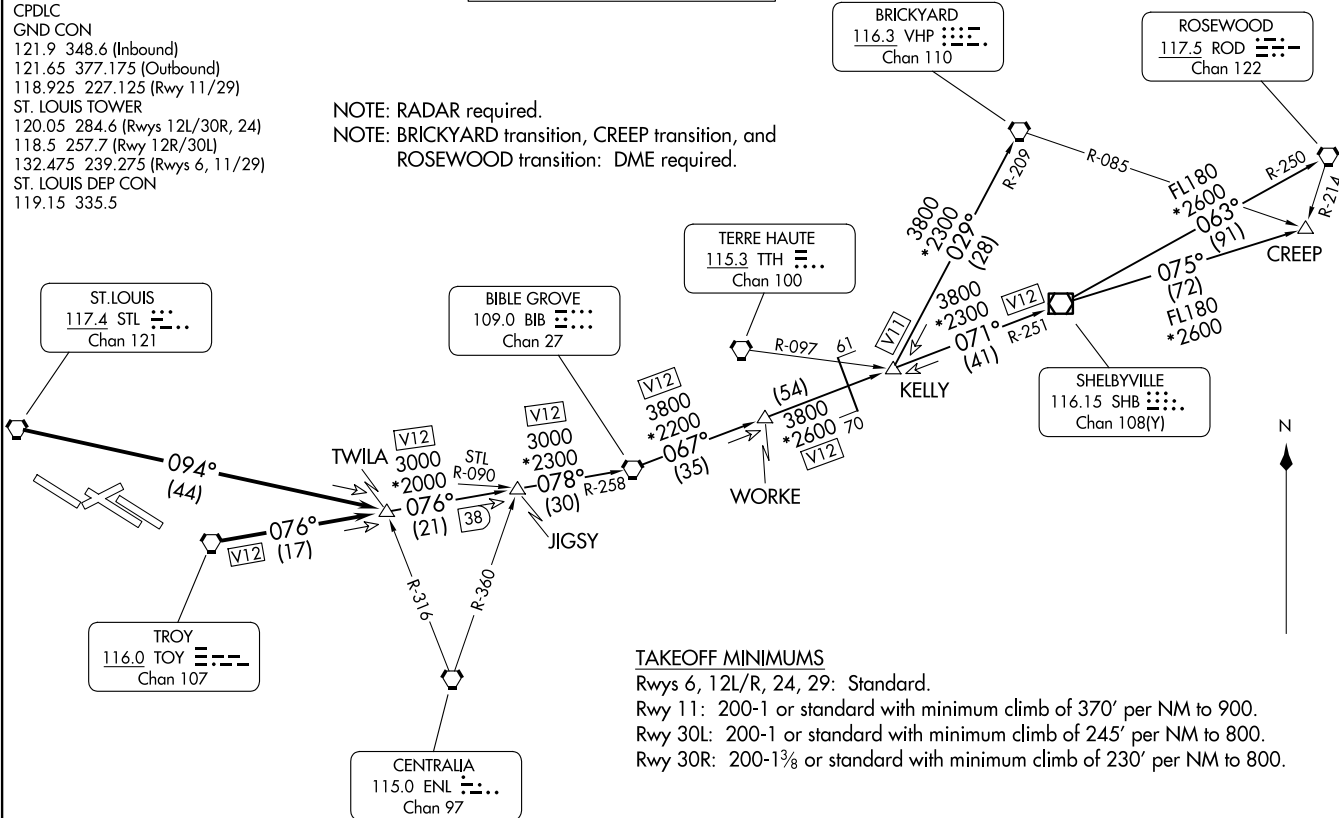 CPDLC
GND CON
121.9 348.6 (Inbound)
121.65 377.175 (Outbound)
118.925 227.125 (Rwy 11/29)
ST. LOUIS TOWER
120.05 284.6 (Rwys 12L/30R, 24)
118.5 257.7 (Rwy 12R/30L)
132.475 239.275 (Rwys 6, 11/29)
ST. LOUIS DEP CON
119.15 335.5
NOTE: RADAR required.
NOTE: BRICKYARD transition, CREEP transition, and
ROSEWOOD transition: DME required.
BRICKYARD
116.3 VHP
Chan 110
ROSEWOOD
117.5 ROD
Chan 122
R-209
R-085
R-250
R-214
FL180
*2600
063°
(91)
CREEP
075°
(72)
FL180
*2600
3800
*2300
029°
(28)
TERRE HAUTE
115.3 TTH
Chan 100
R-097
61
70
V11
KELLY
3800
*2300
071°
(41)
V12
R-251
SHELBYVILLE
116.15 SHB
Chan 108(Y)
ST.LOUIS
117.4 STL
Chan 121
BIBLE GROVE
109.0 BIB
Chan 27
094°
(44)
TWILA
V12
3000
*2000
076°
(21)
STL
R-090
38
V12
3000
*2300
078°
(30)
R-258
JIGSY
V12
3800
*2200
067°
(35)
WORKE
(54)
3800
*2600
V12
076°
(17)
V12
R-316
R-360
TROY
116.0 TOY
Chan 107
CENTRALIA
115.0 ENL
Chan 97
N
TAKEOFF MINIMUMS
Rwys 6, 12L/R, 24, 29: Standard.
Rwy 11: 200-1 or standard with minimum climb of 370' per NM to 900.
Rwy 30L: 200-1 or standard with minimum climb of 245' per NM to 800.
Rwy 30R: 200-1⅜ or standard with minimum climb of 230' per NM to 800.